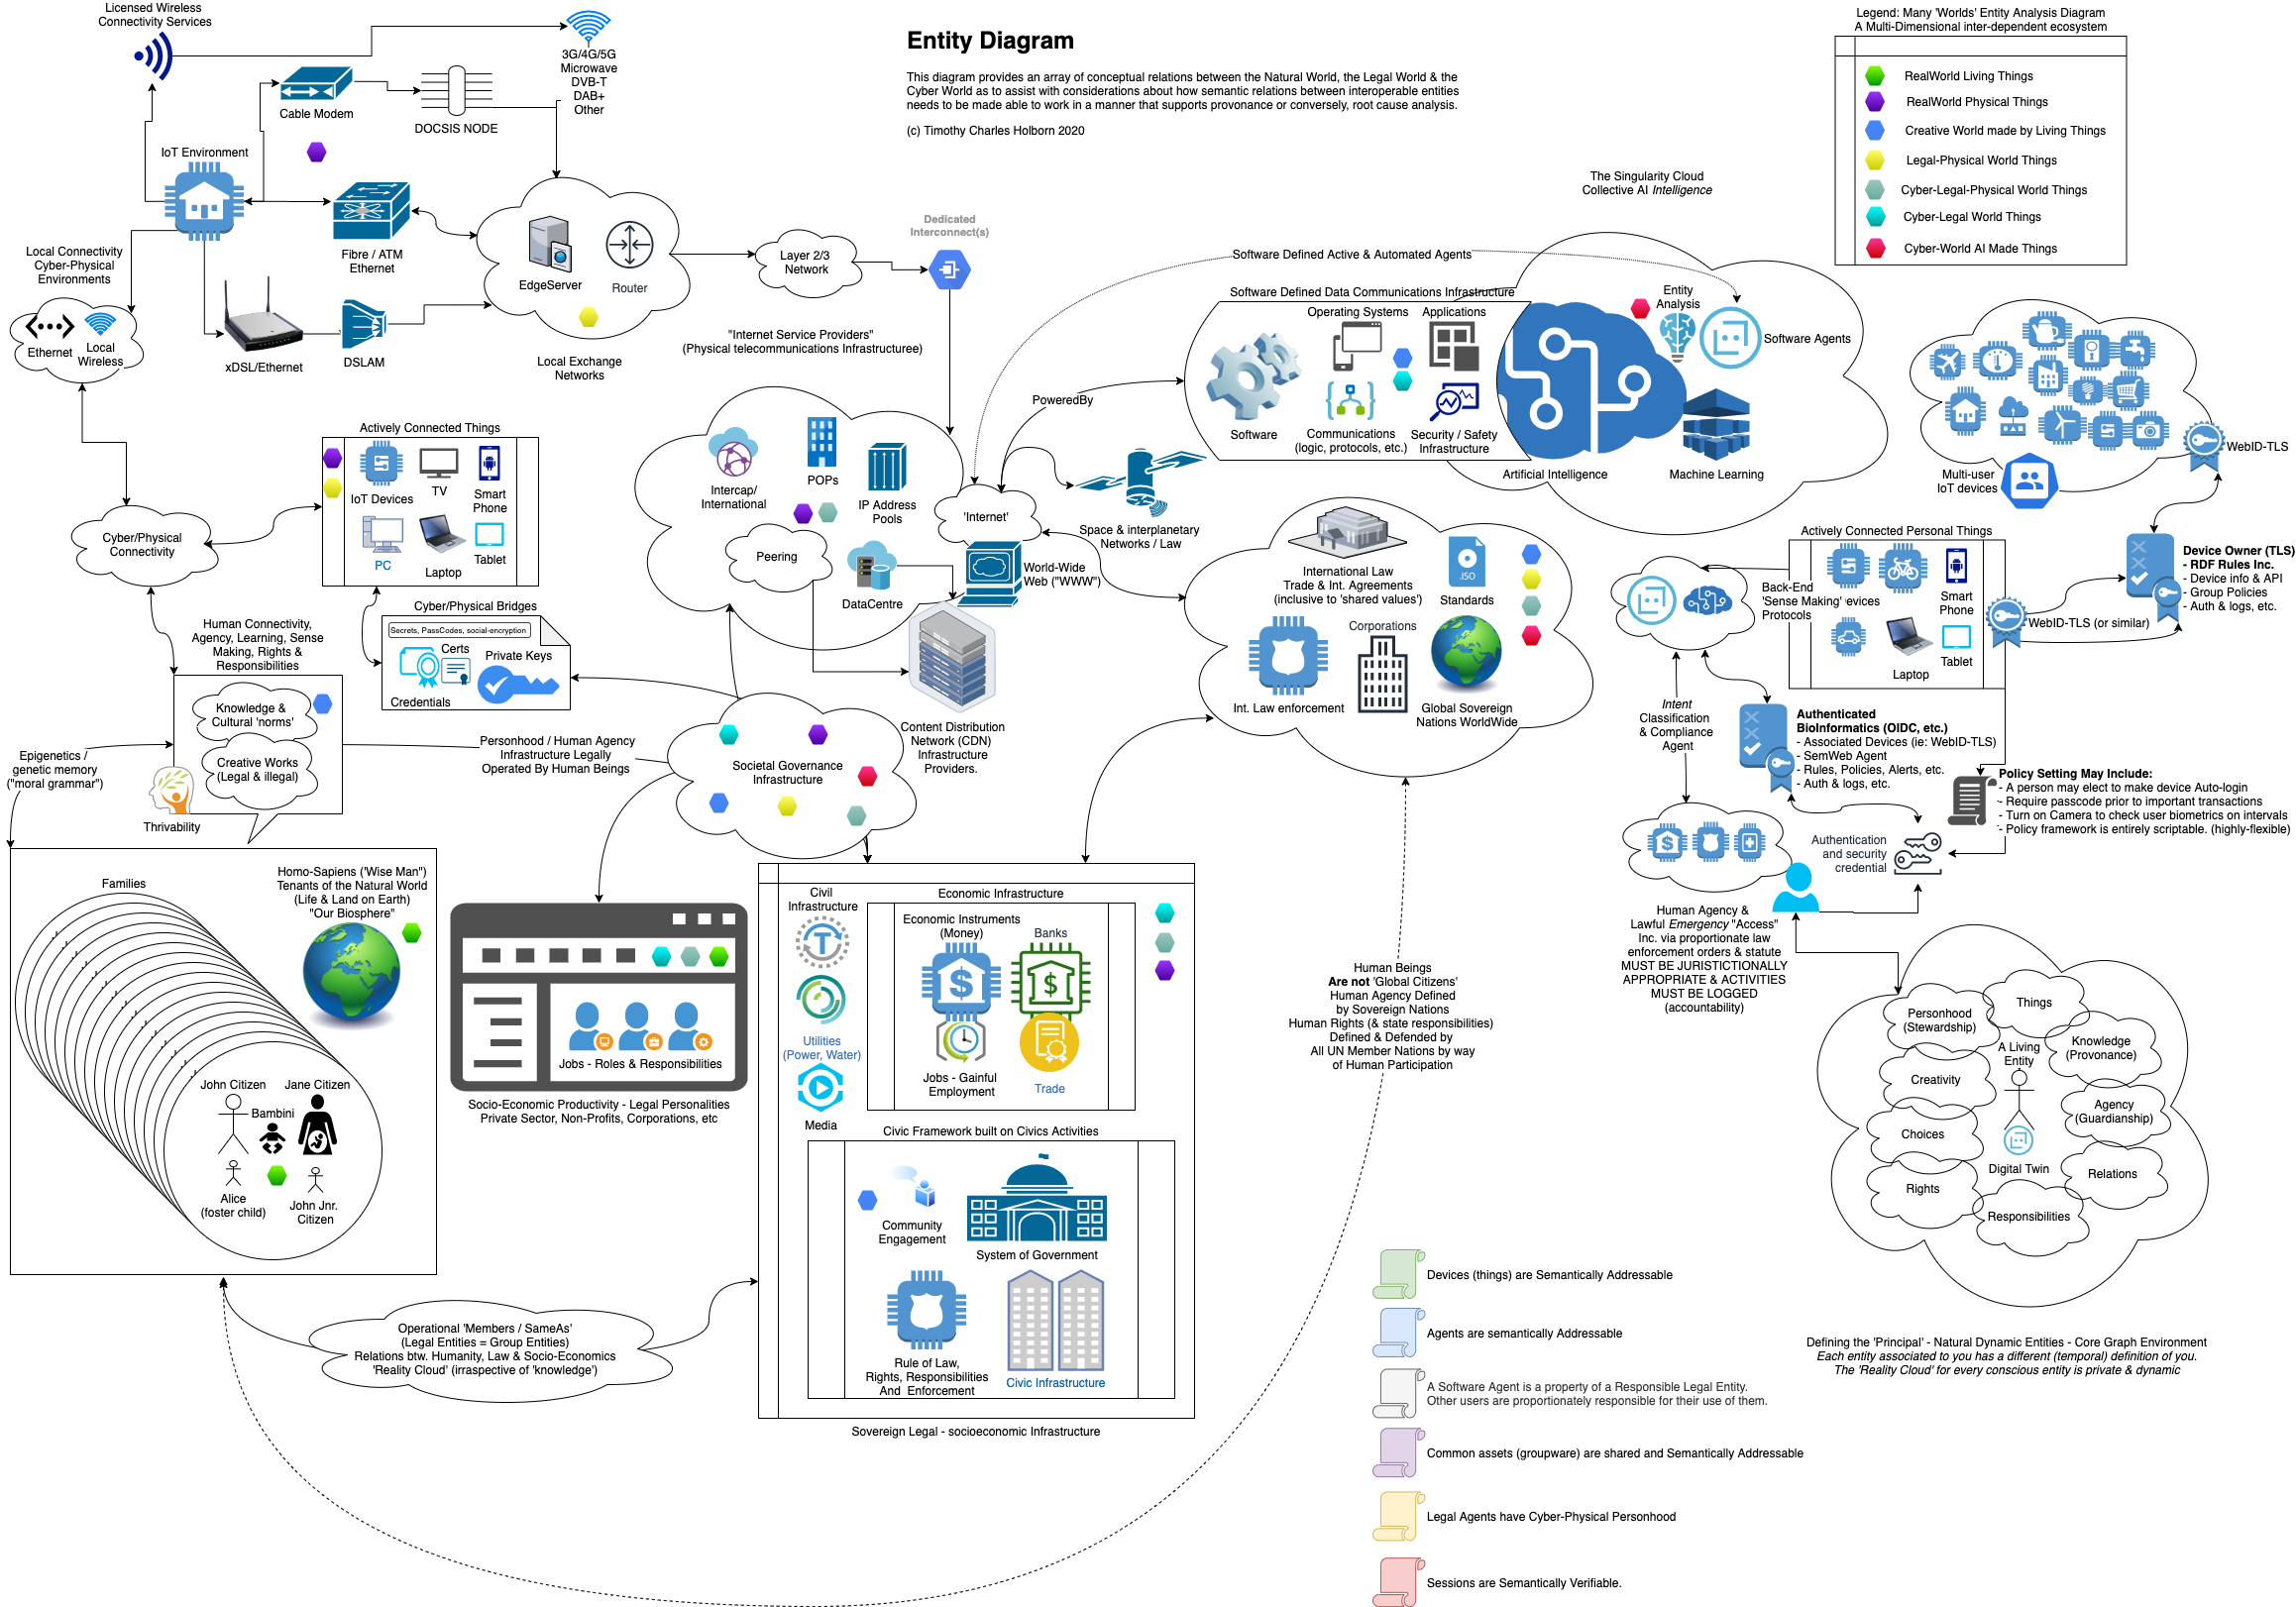 Licensed Wireless
Connectivity Services
3G/4G/5G
Microwave
DVB-T
DAB+
Other
Cable Modem
DOCSIS NODE
IoT Environment
Fibre / ATM
Ethernet
Local Connectivity
Cyber-Physical
Environments
Ethernet
Local
Wireless
xDSL/Ethernet
DSLAM
EdgeServer
Router
Local Exchange
Networks
Layer 2/3
Network
Dedicated
Interconnect(s)
"Internet Service Providers"
(Physical telecommunications Infrastructuree)
Entity Diagram
This diagram provides an array of conceptual relations between the Natural World, the Legal World & the
Cyber World as to assist with considerations about how semantic relations between interoperable entities
needs to be made able to work in a manner that supports provonance or conversely, root cause analysis.
(c) Timothy Charles Holborn 2020
Legend: Many 'Worlds' Entity Analysis Diagram
A Multi-Dimensional inter-dependent ecosystem
RealWorld Living Things
RealWorld Physical Things
Creative World made by Living Things
Legal-Physical World Things
Cyber-Legal-Physical World Things
Cyber-Legal World Things
Cyber-World AI Made Things
The Singularity Cloud
Collective AI Intelligence
Software Defined Active & Automated Agents
Software Defined Data Communications Infrastructure
Operating Systems
Applications
Software
Communications
(logic, protocols, etc.)
Security / Safety
Infrastructure
Entity
Analysis
Software Agents
Artificial Intelligence
Machine Learning
PoweredBy
Multi-user
IoT devices
WebID-TLS
Actively Connected Things
IoT Devices
TV
Smart
Phone
PC
Laptop
Tablet
Cyber/Physical
Connectivity
Cyber/Physical Bridges
Secrets, PassCodes, social-encryption
Certs
Private Keys
Credentials
Human Connectivity,
Agency, Learning, Sense
Making, Rights &
Responsibilities
Knowledge &
Cultural 'norms'
Creative Works
(Legal & illegal)
Thrivability
Epigenetics /
genetic memory
("moral grammar")
Personhood / Human Agency
Infrastructure Legally
Operated By Human Beings
Intercap/
International
POPs
IP Address
Pools
Peering
DataCentre
'Internet'
World-Wide
Web ("WWW")
Content Distribution
Network (CDN)
Infrastructure
Providers.
Space & interplanetary
Networks / Law
Societal Governance
Infrastructure
International Law
Trade & Int. Agreements
(inclusive to 'shared values')
.ISO
Standards
Corporations
Int. Law enforcement
Global Sovereign
Nations WorldWide
Actively Connected Personal Things
Back-End
'Sense Making' evices
Protocols
Smart
Phone
Laptop
Tablet
WebID-TLS (or similar)
Device Owner (TLS)
- RDF Rules Inc.
- Device info & API
- Group Policies
- Auth & logs, etc.
Intent
Classification
& Compliance
Agent
Authenticated
BioInformatics (OIDC, etc.)
- Associated Devices (ie: WebID-TLS)
- SemWeb Agent
- Rules, Policies, Alerts, etc.
- Auth & logs, etc.
Policy Setting May Include:
- A person may elect to make device Auto-login
- Require passcode prior to important transactions
- Turn on Camera to check user biometrics on intervals
- Policy framework is entirely scriptable. (highly-flexible)
Authentication
and security
credential
Human Agency &
Lawful Emergency "Access"
Inc. via proportionate law
enforcement orders & statute
MUST BE JURISTICTIONALLY
APPROPRIATE & ACTIVITIES
MUST BE LOGGED
(accountability)
Families
Homo-Sapiens ('Wise Man")
Tenants of the Natural World
(Life & Land on Earth)
"Our Biosphere"
John Citizen
Jane Citizen
Bambini
Alice
(foster child)
John Jnr.
Citizen
Jobs - Roles & Responsibilities
Socio-Economic Productivity - Legal Personalities
Private Sector, Non-Profits, Corporations, etc
Civil
Infrastructure
Utilities
(Power, Water)
Media
Economic Infrastructure
Economic Instruments
(Money)
Banks
Jobs - Gainful
Employment
Trade
Civic Framework built on Civics Activities
Community
Engagement
System of Government
Rule of Law,
Rights, Responsibilities
And Enforcement
Civic Infrastructure
Sovereign Legal - socioeconomic Infrastructure
Operational 'Members / SameAs'
(Legal Entities = Group Entities)
Relations btw. Humanity, Law & Socio-Economics
'Reality Cloud' (irraspective of 'knowledge')
Human Beings
Are not 'Global Citizens'
Human Agency Defined
by Sovereign Nations
Human Rights (& state responsibilities)
Defined & Defended by
All UN Member Nations by way
of Human Participation
Personhood
(Stewardship)
Things
Knowledge
(Provonance)
A Living
Entity
Creativity
Agency
(Guardianship)
Choices
Digital Twin
Relations
Rights
Responsibilities
Defining the 'Principal' - Natural Dynamic Entities - Core Graph Environment
Each entity associated to you has a different (temporal) definition of you.
The 'Reality Cloud' for every conscious entity is private & dynamic
Devices (things) are Semantically Addressable
Agents are semantically Addressable
A Software Agent is a property of a Responsible Legal Entity.
Other users are proportionately responsible for their use of them.
Common assets (groupware) are shared and Semantically Addressable
Legal Agents have Cyber-Physical Personhood
Sessions are Semantically Verifiable.